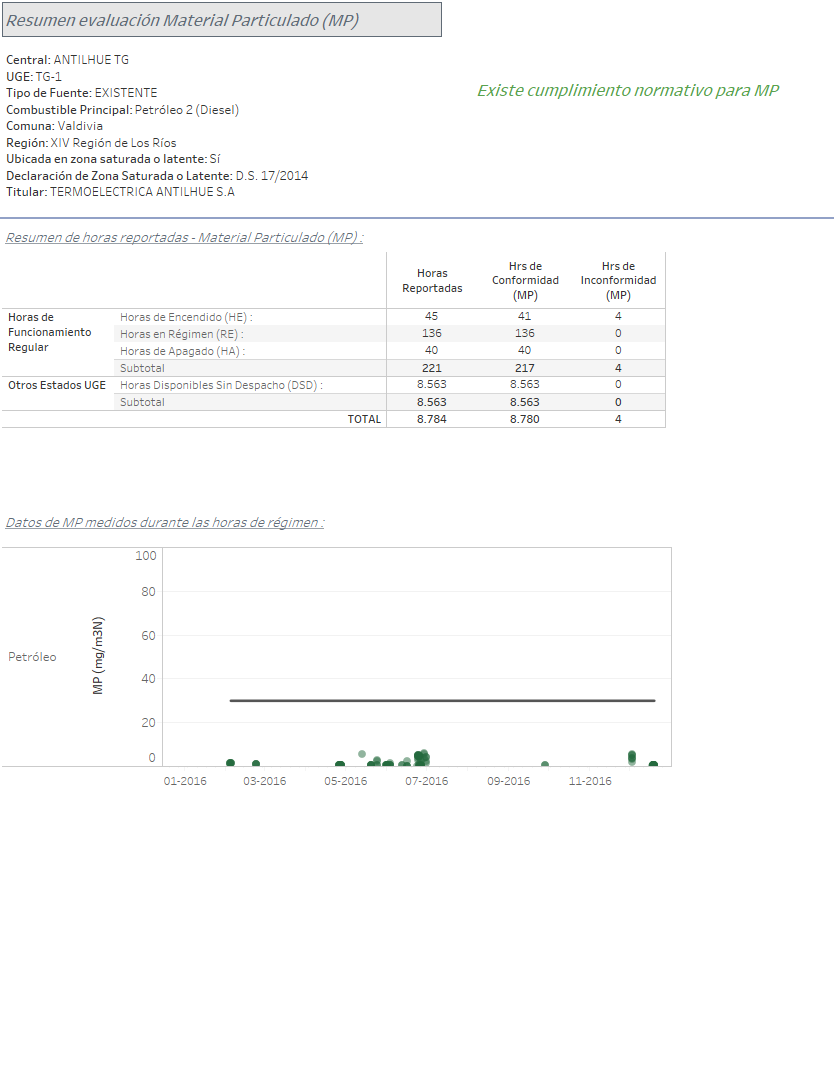 Resumen evaluación Material Particulado (MP)
Central: ANTILHUE TG
UGE: TG-1
Tipo de Fuente: EXISTENTE
Combustible Principal: Petróleo 2 (Diesel)
Comuna: Valdivia
Región: XIV Región de Los Ríos
Ubicada en zona saturada o latente: Sí
Declaración de Zona Saturada o Latente: D.S. 17/2014
Titular: TERMOELECTRICA ANTILHUE S.A
Existe cumplimiento normativo para MP
Resumen de horas reportadas - Material Particulado (MP) :
Horas Reportadas
Hrs de Conformidad (MP)
Hrs de Inconformidad (MP)
Horas de Funcionamiento Regular
Horas de Encendido (HE) : 45 41 4
Horas en Régimen (RE) : 136 136 0
Horas de Apagado (HA) : 40 40 0
Subtotal 221 217 4
Otros Estados UGE Horas Disponibles Sin Despacho (DSD) : 8.563 8.563 0
Subtotal 8.563 8.563 0
TOTAL 8.784 8.780 4
Datos de MP medidos durante las horas de régimen :
Petróleo
MP (mg/m3N)
100
80
60
40
20
0
01-2016 03-2016 05-2016 07-2016 09-2016 11-2016